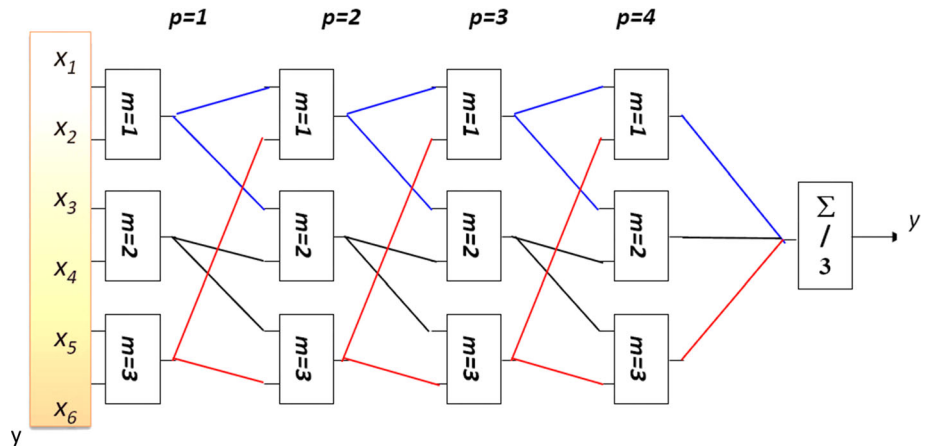 p=1 p=2 p=3 p=4
x1
x2
x3
x4
x5
x6
m=1 m=1 m=1 m=1
m=2 m=2 m=2 m=2
m=3 m=3 m=3 m=3
Σ
/
3
y
y